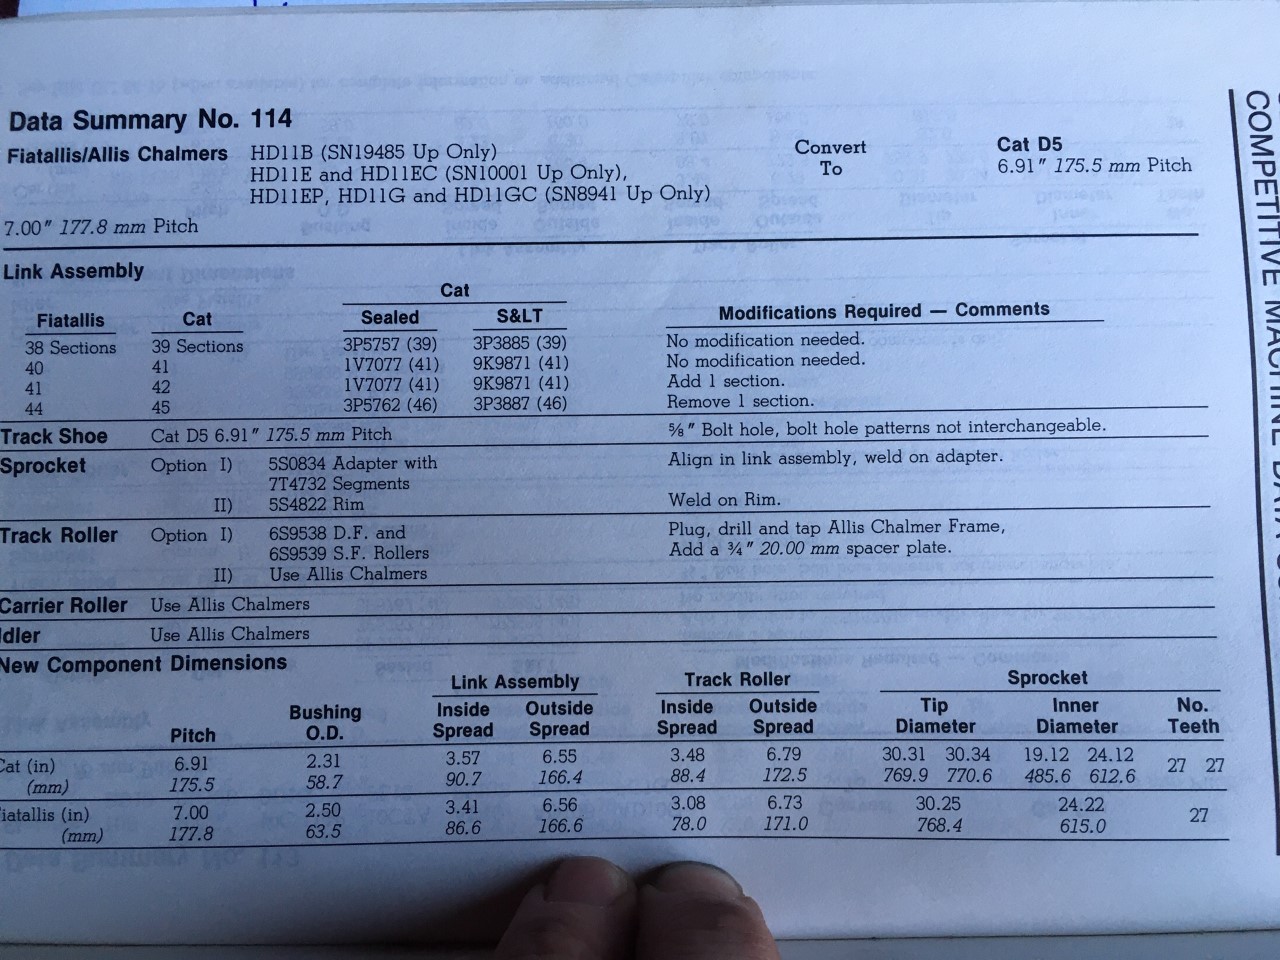 Data Summary No. 114
Fiatallis/Allis Chalmers HD11B (SN19485 Up Only) Convert Cat D5
HD11E and HD11EC (SN10001 Up Only), To 6.91" 175.5 mm Pitch
HD11EP, HD11G and HD11GC (SN8941 Up Only)
7.00" 177.8 mm Pitch
Link Assembly
Cat
Fiatallis Cat Sealed S&LT Modifications Required — Comments
38 Sections 39 Sections 3P5757 (39) 3P3885 (39) No modification needed.
40 41 1V7077 (41) 9K9871 (41) No modification needed.
41 42 1V7077 (41) 9K9871 (41) Add 1 section.
44 45 3P5762 (46) 3P3887 (46) Remove 1 section.
Track Shoe Cat D5 6.91" 175.5 mm Pitch ⅝" Bolt hole, bolt hole patterns not interchangeable.
Sprocket Option I) 5S0834 Adapter with Align in link assembly, weld on adapter.
7T4732 Segments
II) 5S4822 Rim Weld on Rim.
Track Roller Option I) 6S9538 D.F. and Plug, drill and tap Allis Chalmer Frame,
6S9539 S.F. Rollers Add a ¾" 20.00 mm spacer plate.
II) Use Allis Chalmers
Carrier Roller Use Allis Chalmers
Idler Use Allis Chalmers
New Component Dimensions
Link Assembly Track Roller Sprocket
Bushing Inside Outside Inside Outside Tip Inner No.
Pitch O.D. Spread Spread Spread Spread Diameter Diameter Teeth
Cat (in) 6.91 2.31 3.57 6.55 3.48 6.79 30.31 30.34 19.12 24.12 27 27
(mm) 175.5 58.7 90.7 166.4 88.4 172.5 769.9 770.6 485.6 612.6
iatallis (in) 7.00 2.50 3.41 6.56 3.08 6.73 30.25 24.22 27
(mm) 177.8 63.5 86.6 166.6 78.0 171.0 768.4 615.0
COMPETITIVE MACHINE DATA